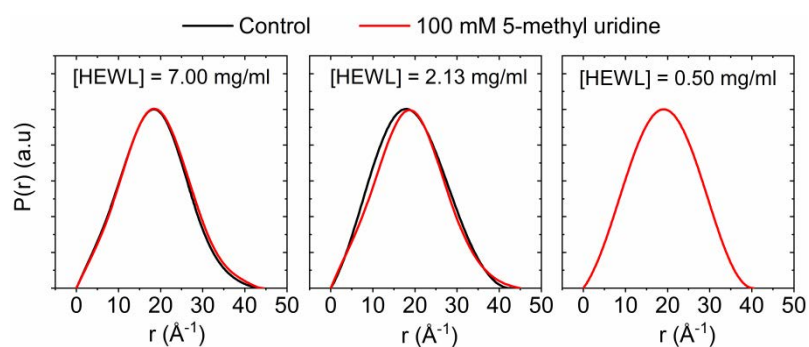 Control 100 mM 5-methyl uridine
[HEWL] = 7.00 mg/ml [HEWL] = 2.13 mg/ml [HEWL] = 0.50 mg/ml
P(r) (a.u)
0 10 20 30 40 50 0 10 20 30 40 50 0 10 20 30 40 50
r (Å⁻¹) r (Å⁻¹) r (Å⁻¹)